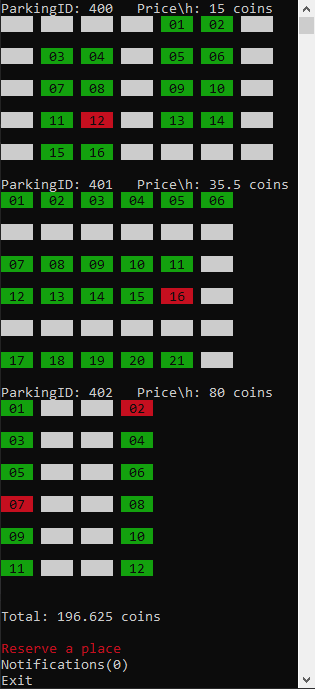 ParkingID: 400   Price\h: 15 coins
01 02
03 04 05 06
07 08 09 10
11 12 13 14
15 16
ParkingID: 401   Price\h: 35.5 coins
01 02 03 04 05 06
07 08 09 10 11
12 13 14 15 16
17 18 19 20 21
ParkingID: 402   Price\h: 80 coins
01 02
03 04
05 06
07 08
09 10
11 12
Total: 196.625 coins
Reserve a place
Notifications(0)
Exit